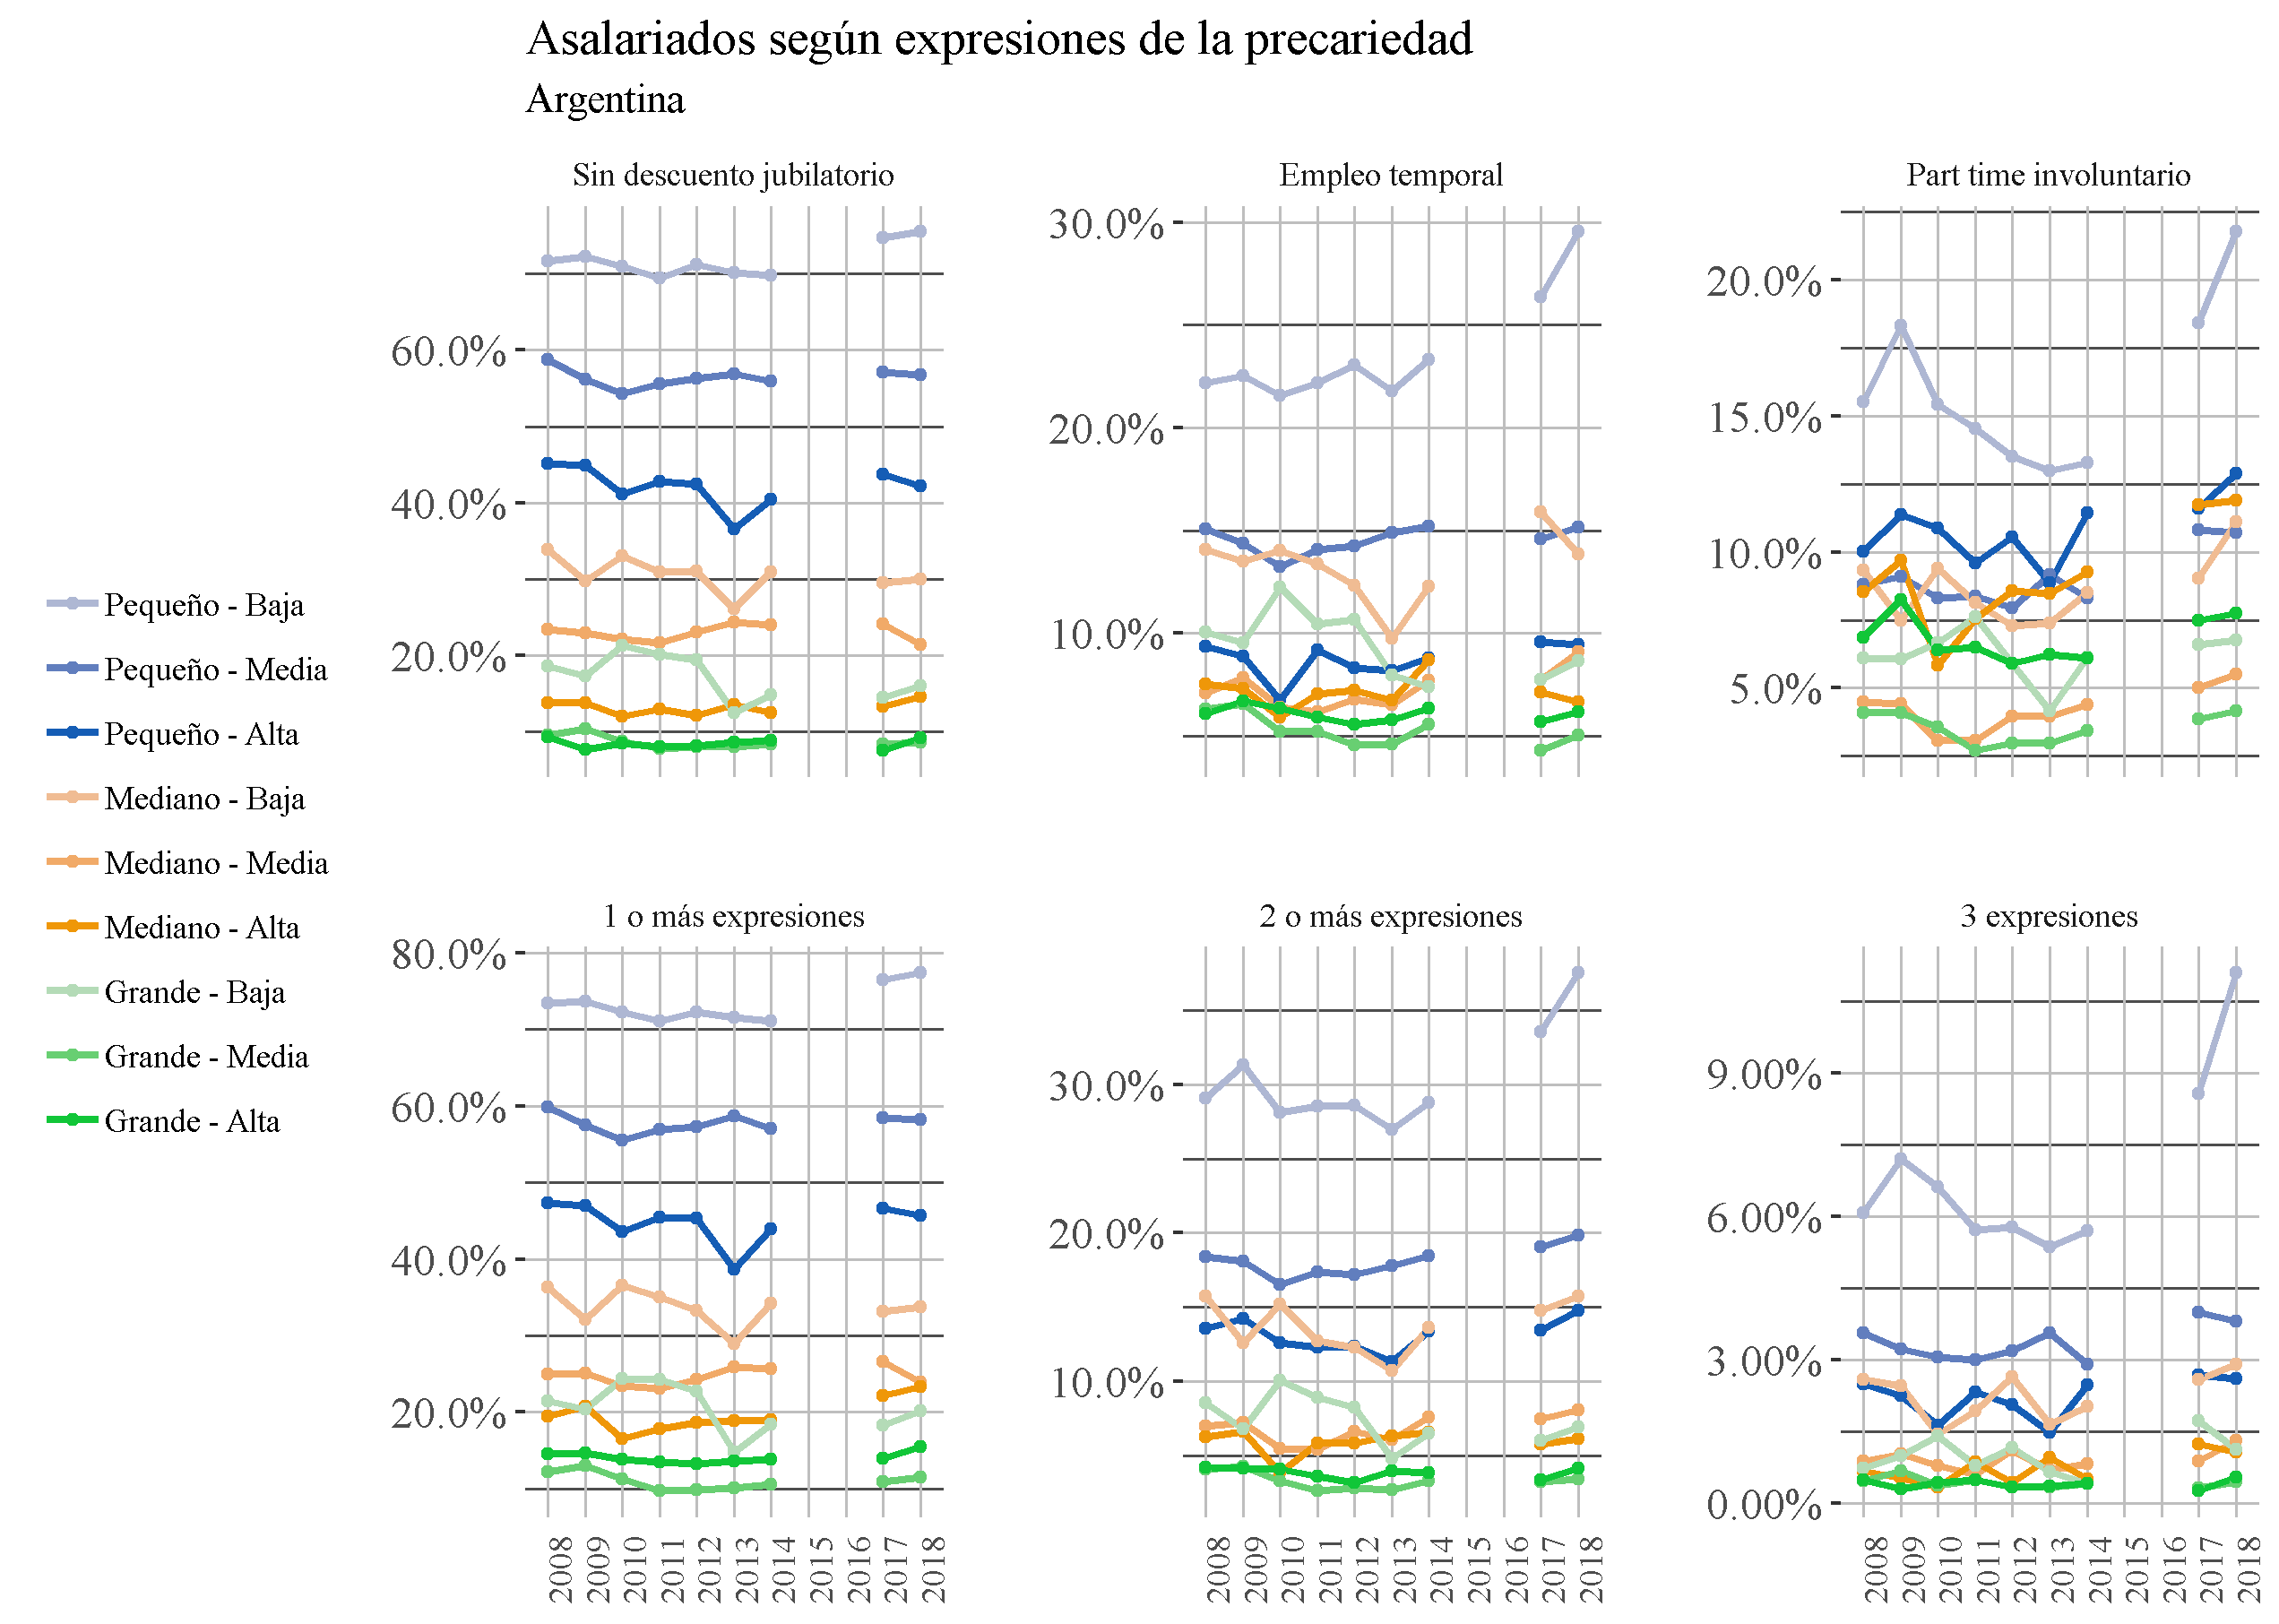 Asalariados según expresiones de la precariedad
Argentina
Sin descuento jubilatorio
Empleo temporal
Part time involuntario
60.0%
40.0%
20.0%
30.0%
20.0%
10.0%
20.0%
15.0%
10.0%
5.0%
Pequeño - Baja
Pequeño - Media
Pequeño - Alta
Mediano - Baja
Mediano - Media
Mediano - Alta
Grande - Baja
Grande - Media
Grande - Alta
1 o más expresiones
2 o más expresiones
3 expresiones
80.0%
60.0%
40.0%
20.0%
30.0%
20.0%
10.0%
9.00%
6.00%
3.00%
0.00%
2008 2009 2010 2011 2012 2013 2014 2015 2016 2017 2018
2008 2009 2010 2011 2012 2013 2014 2015 2016 2017 2018
2008 2009 2010 2011 2012 2013 2014 2015 2016 2017 2018